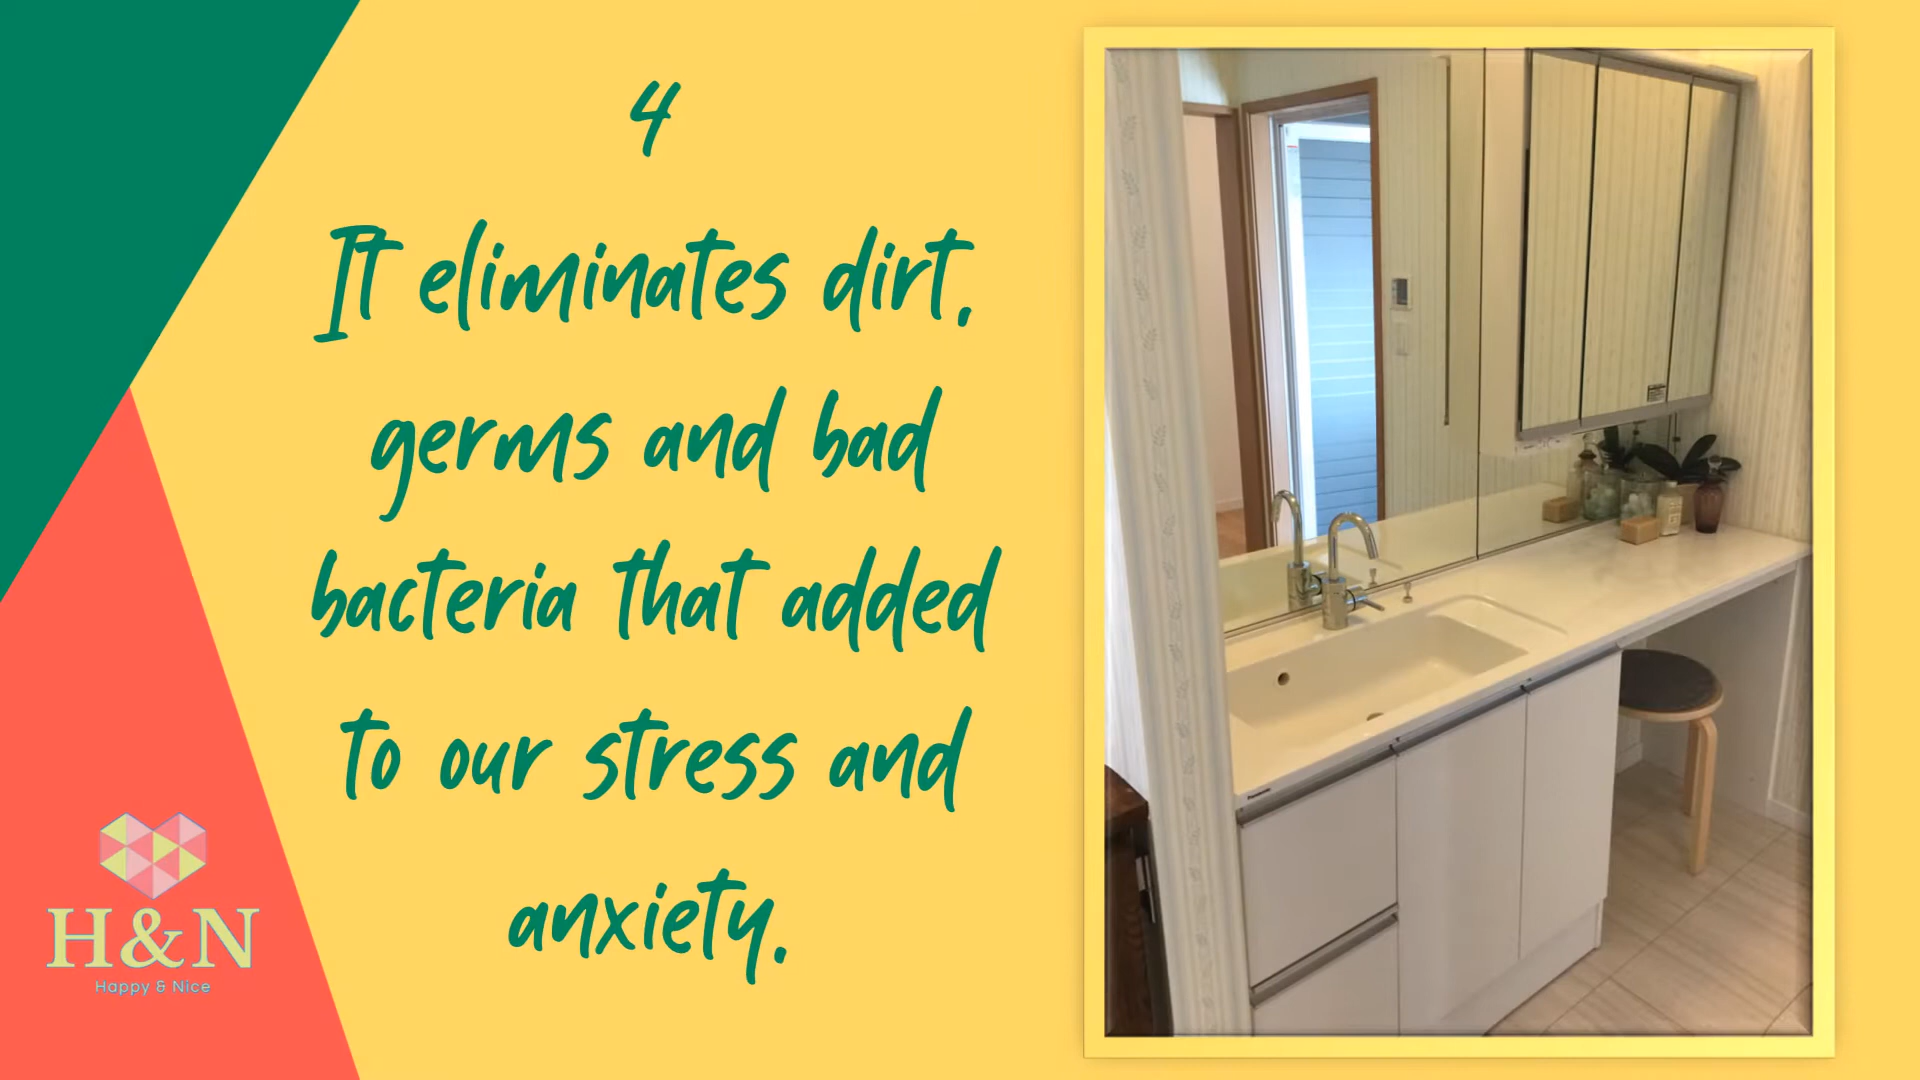 4
It eliminates dirt,
germs and bad
bacteria that added
to our stress and
anxiety.
H&N
Happy & Nice